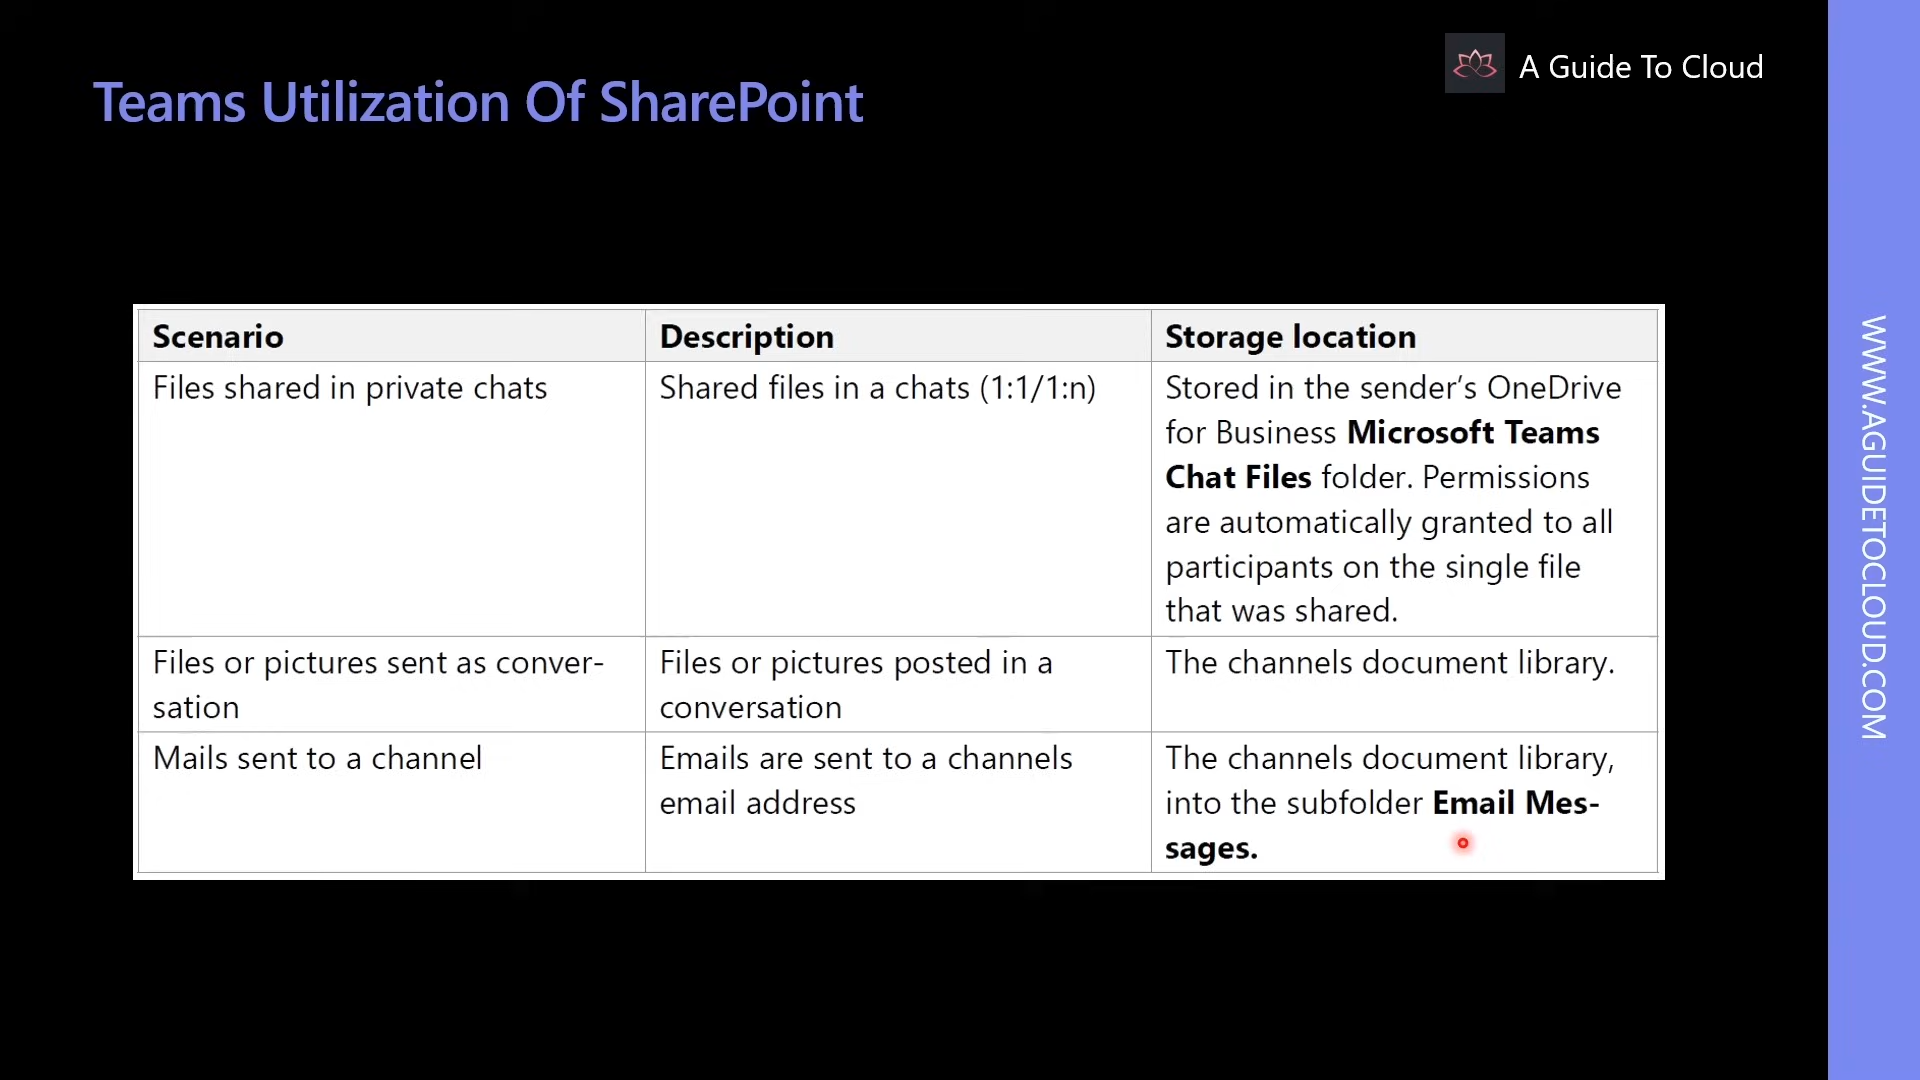 Teams Utilization Of SharePoint
A Guide To Cloud
Scenario
Description
Storage location
Files shared in private chats
Shared files in a chats (1:1/1:n)
Stored in the sender’s OneDrive
for Business Microsoft Teams
Chat Files folder. Permissions
are automatically granted to all
participants on the single file
that was shared.
Files or pictures sent as conver-
sation
Files or pictures posted in a
conversation
The channels document library.
Mails sent to a channel
Emails are sent to a channels
email address
The channels document library,
into the subfolder Email Mes-
sages.
WWW.AGUIDETOCLOUD.COM